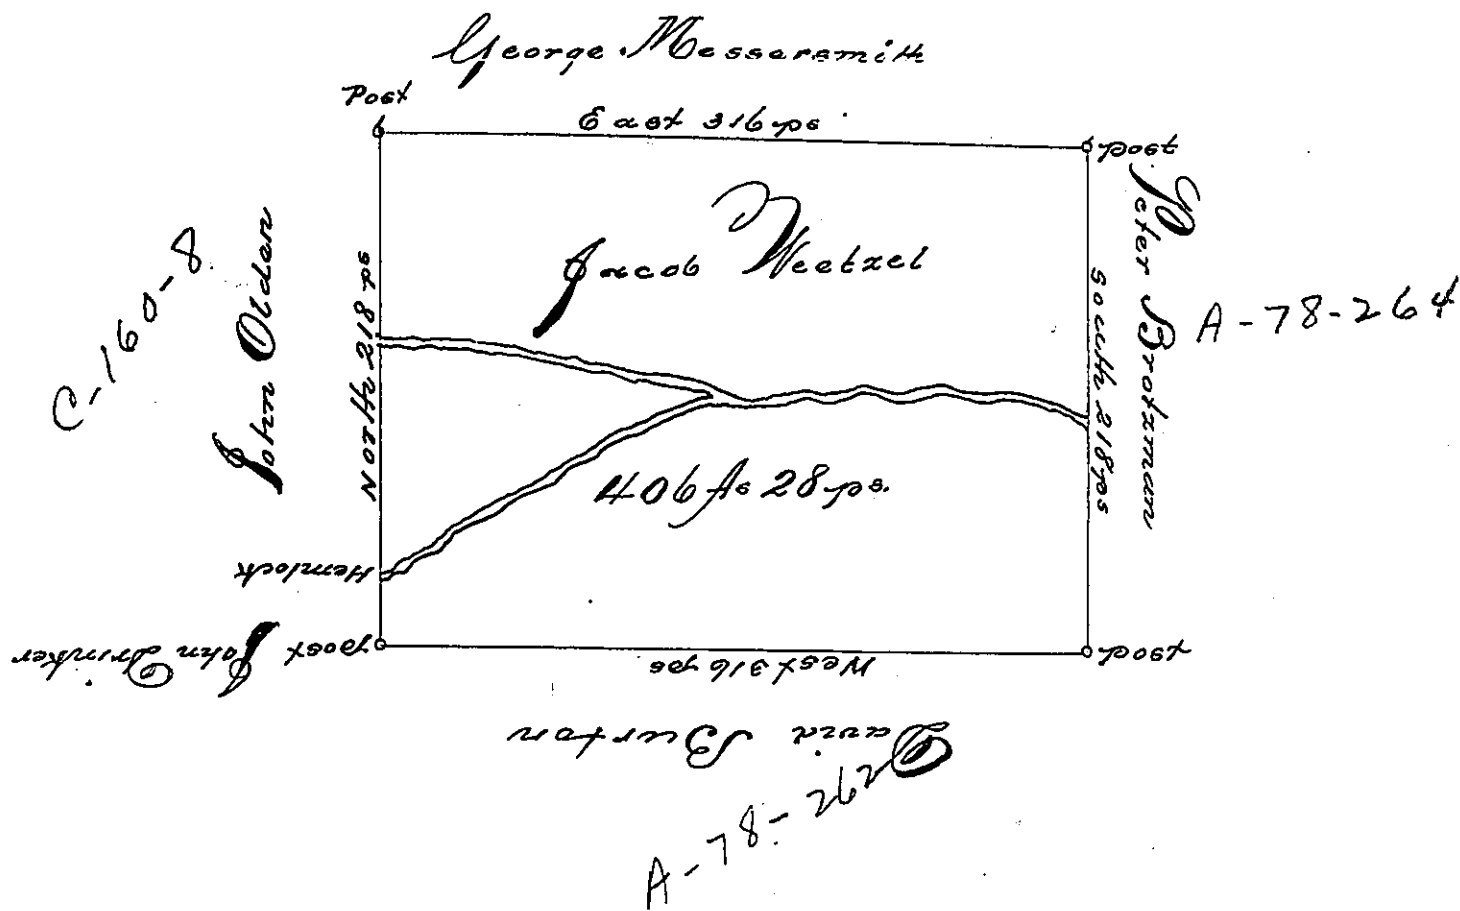 George Messersmith
Post
East 316 ps
Post
Jacob Weetzel
John Olden
C-160-8
North 218 ps
South 218 ps
Peter Brotzman
A-78-264
406 As 28 ps.
Hemlock
Post
John Drinker
West 316 ps
Post
David Burton
A-78-262